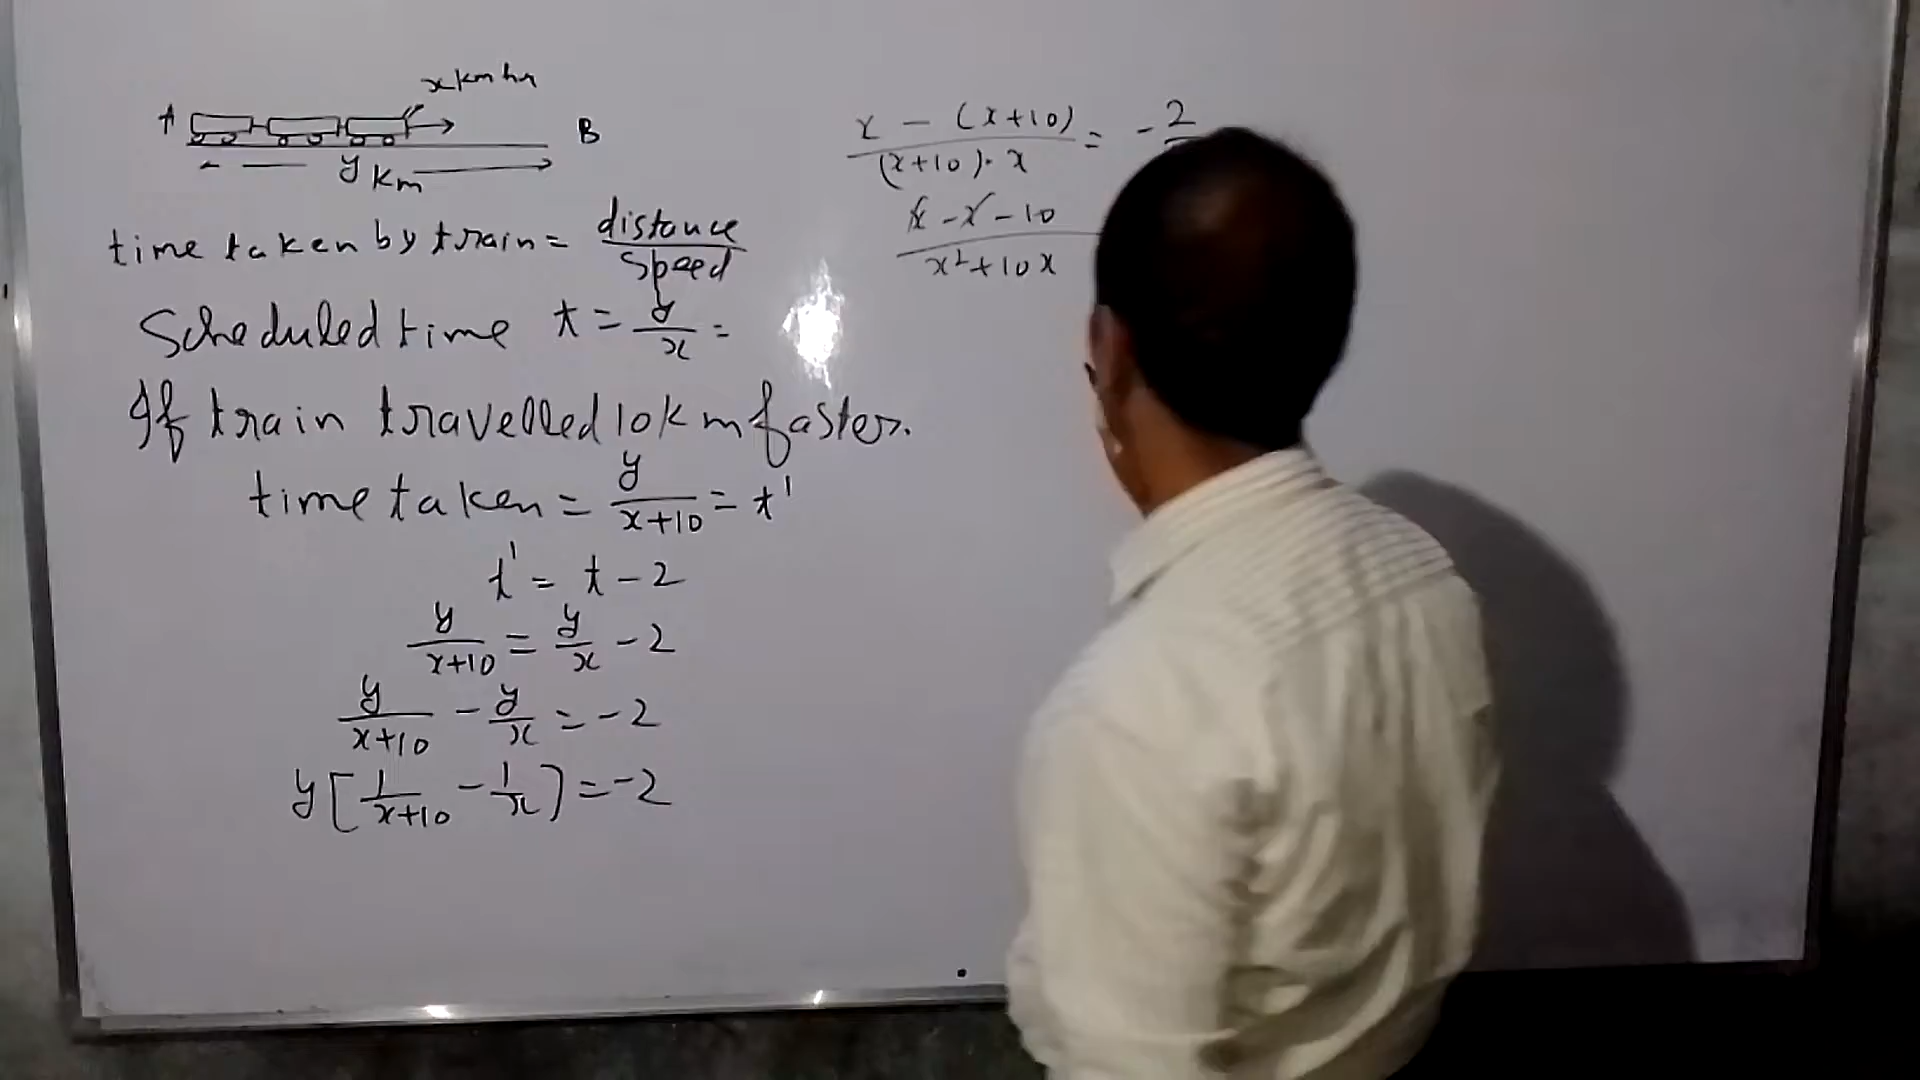 x km hr
A B
y km
time taken by train = distance/speed
Scheduled time t = y/x =
If train travelled 10 km faster.
time taken = y/(x+10) = t'
t' = t - 2
y/(x+10) = y/x - 2
y/(x+10) - y/x = -2
y[1/(x+10) - 1/x] = -2
(x - (x+10))/((x+10)·x) = -2
(x - x - 10)/(x²+10x)